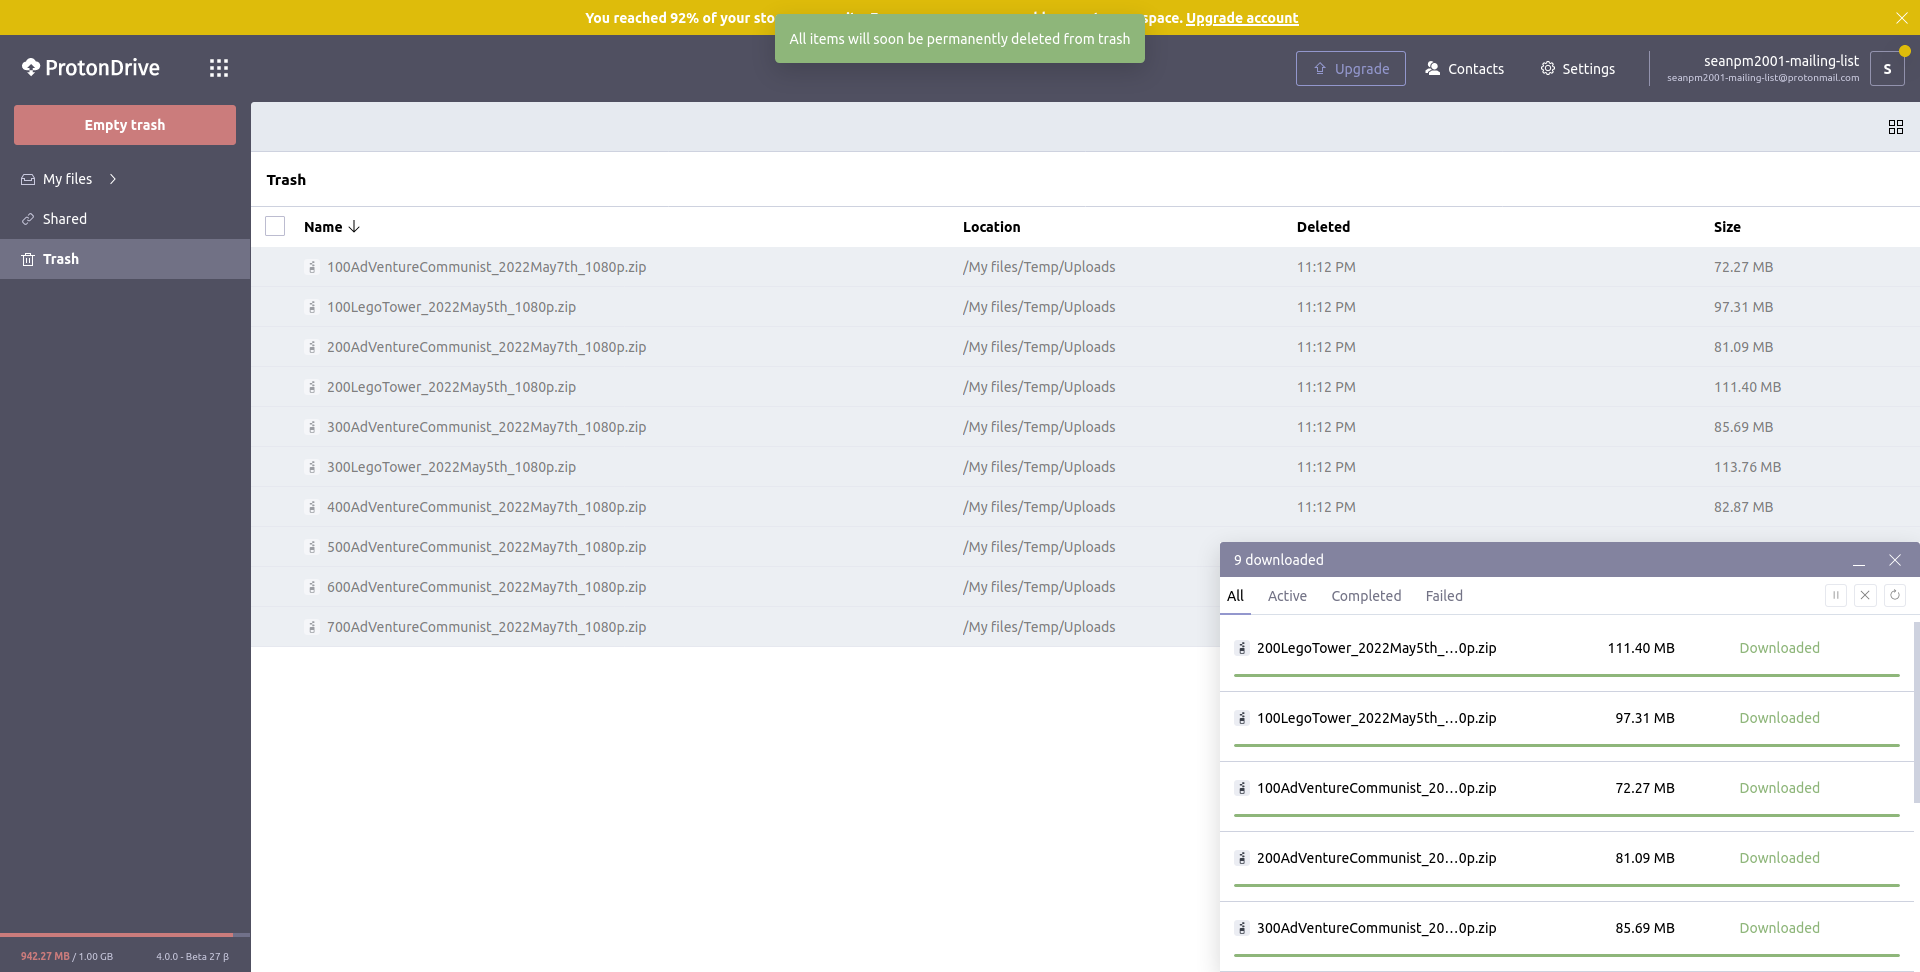 You reached 92% of your sto space. Upgrade account
All items will soon be permanently deleted from trash
ProtonDrive
Upgrade
Contacts
Settings
seanpm2001-mailing-list
seanpm2001-mailing-list@protonmail.com
S
Empty trash
My files
Shared
Trash
Trash
Name Location Deleted Size
100AdVentureCommunist_2022May7th_1080p.zip /My files/Temp/Uploads 11:12 PM 72.27 MB
100LegoTower_2022May5th_1080p.zip /My files/Temp/Uploads 11:12 PM 97.31 MB
200AdVentureCommunist_2022May7th_1080p.zip /My files/Temp/Uploads 11:12 PM 81.09 MB
200LegoTower_2022May5th_1080p.zip /My files/Temp/Uploads 11:12 PM 111.40 MB
300AdVentureCommunist_2022May7th_1080p.zip /My files/Temp/Uploads 11:12 PM 85.69 MB
300LegoTower_2022May5th_1080p.zip /My files/Temp/Uploads 11:12 PM 113.76 MB
400AdVentureCommunist_2022May7th_1080p.zip /My files/Temp/Uploads 11:12 PM 82.87 MB
500AdVentureCommunist_2022May7th_1080p.zip /My files/Temp/Uploads
600AdVentureCommunist_2022May7th_1080p.zip /My files/Temp/Uploads
700AdVentureCommunist_2022May7th_1080p.zip /My files/Temp/Uploads
9 downloaded
All Active Completed Failed
200LegoTower_2022May5th_...0p.zip 111.40 MB Downloaded
100LegoTower_2022May5th_...0p.zip 97.31 MB Downloaded
100AdVentureCommunist_20...0p.zip 72.27 MB Downloaded
200AdVentureCommunist_20...0p.zip 81.09 MB Downloaded
300AdVentureCommunist_20...0p.zip 85.69 MB Downloaded
942.27 MB / 1.00 GB
4.0.0 - Beta 27 β